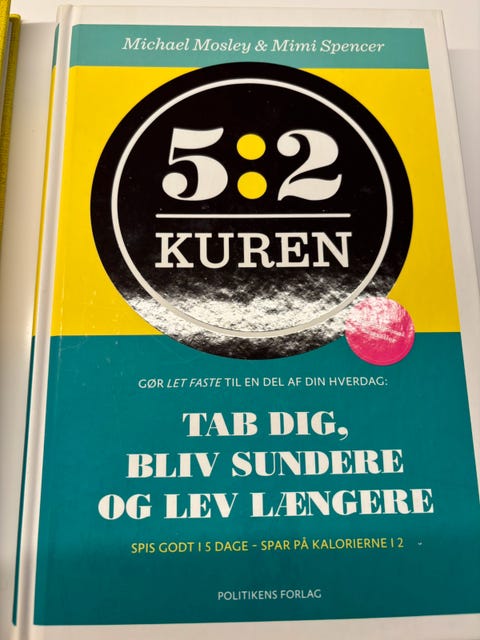 Michael Mosley & Mimi Spencer
5:2
KUREN
GØR LET FASTE TIL EN DEL AF DIN HVERDAG:
TAB DIG,
BLIV SUNDERE
OG LEV LÆNGERE
SPIS GODT I 5 DAGE – SPAR PÅ KALORIERNE I 2
POLITIKENS FORLAG